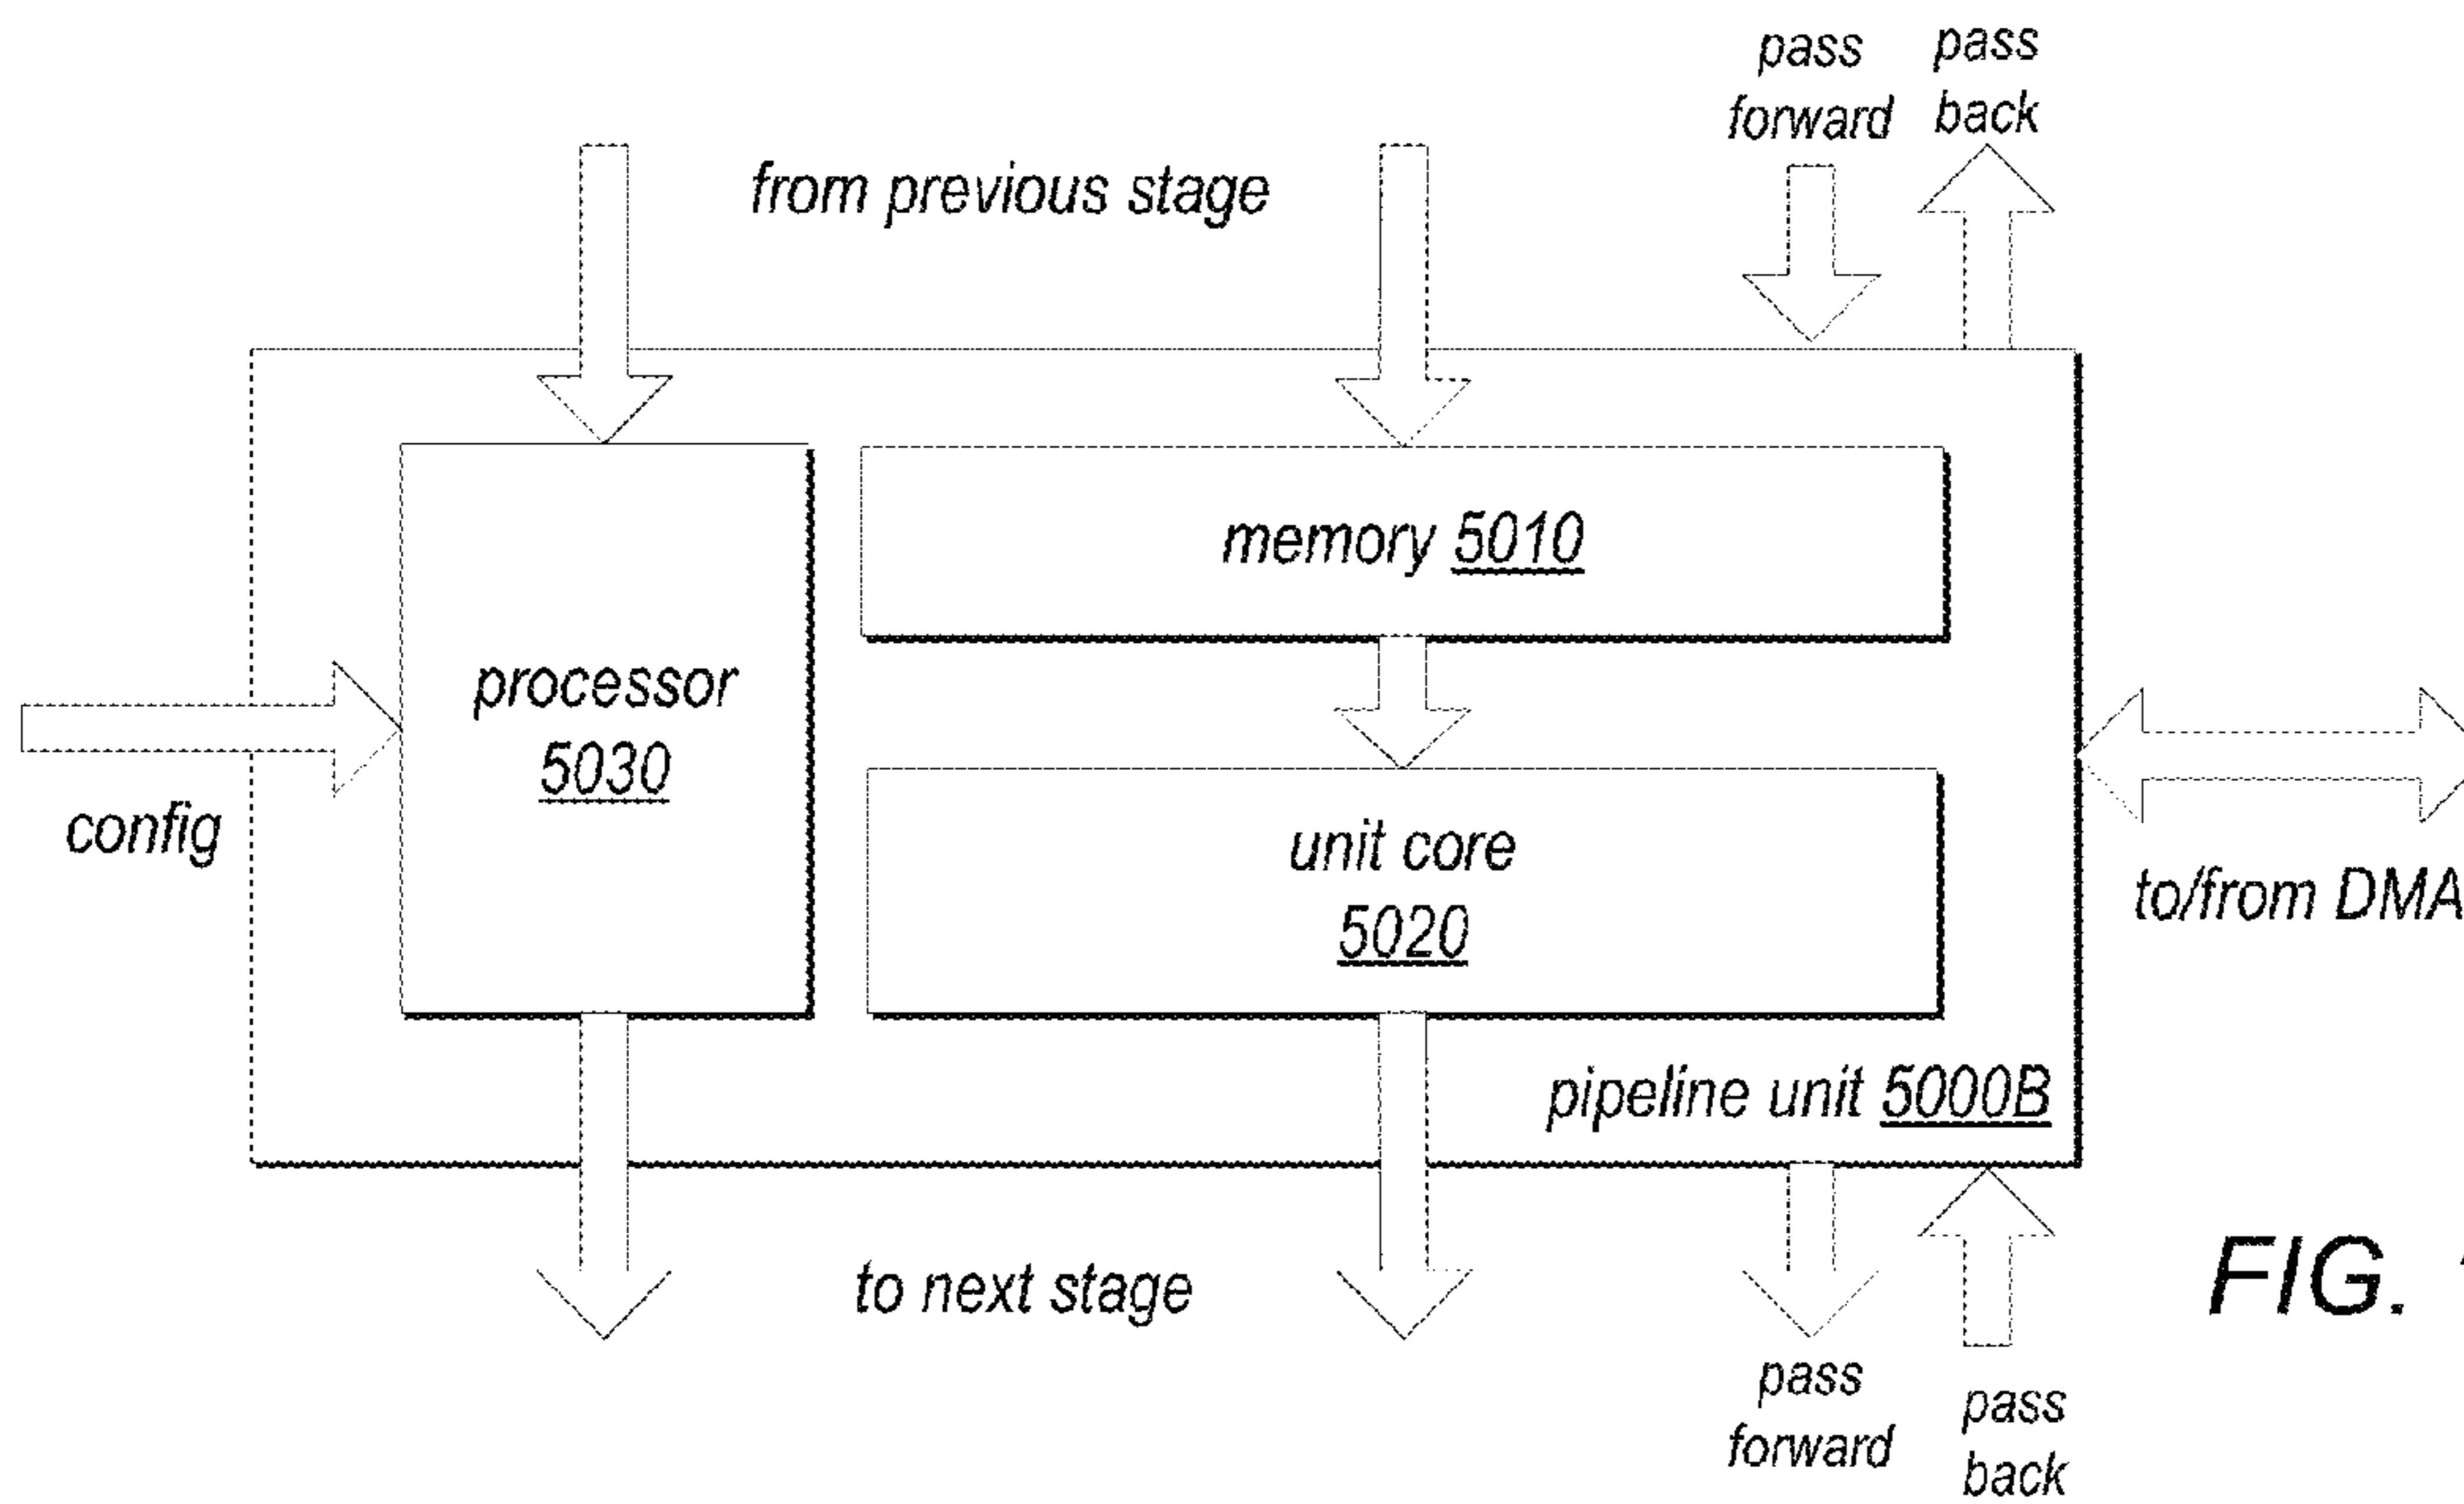 pass forward
pass back
from previous stage
memory 5010
processor
5030
config
unit core
5020
to/from DMA
pipeline unit 5000B
to next stage
FIG.
pass forward
pass back